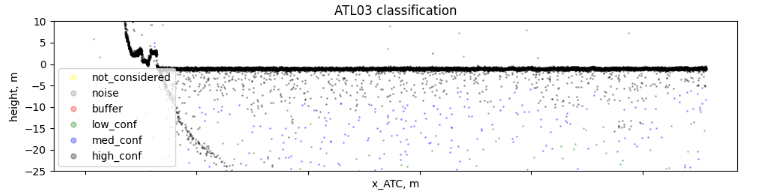 ATL03 classification
height, m
10
5
0
−5
−10
−15
−20
−25
not_considered
noise
buffer
low_conf
med_conf
high_conf
x_ATC, m